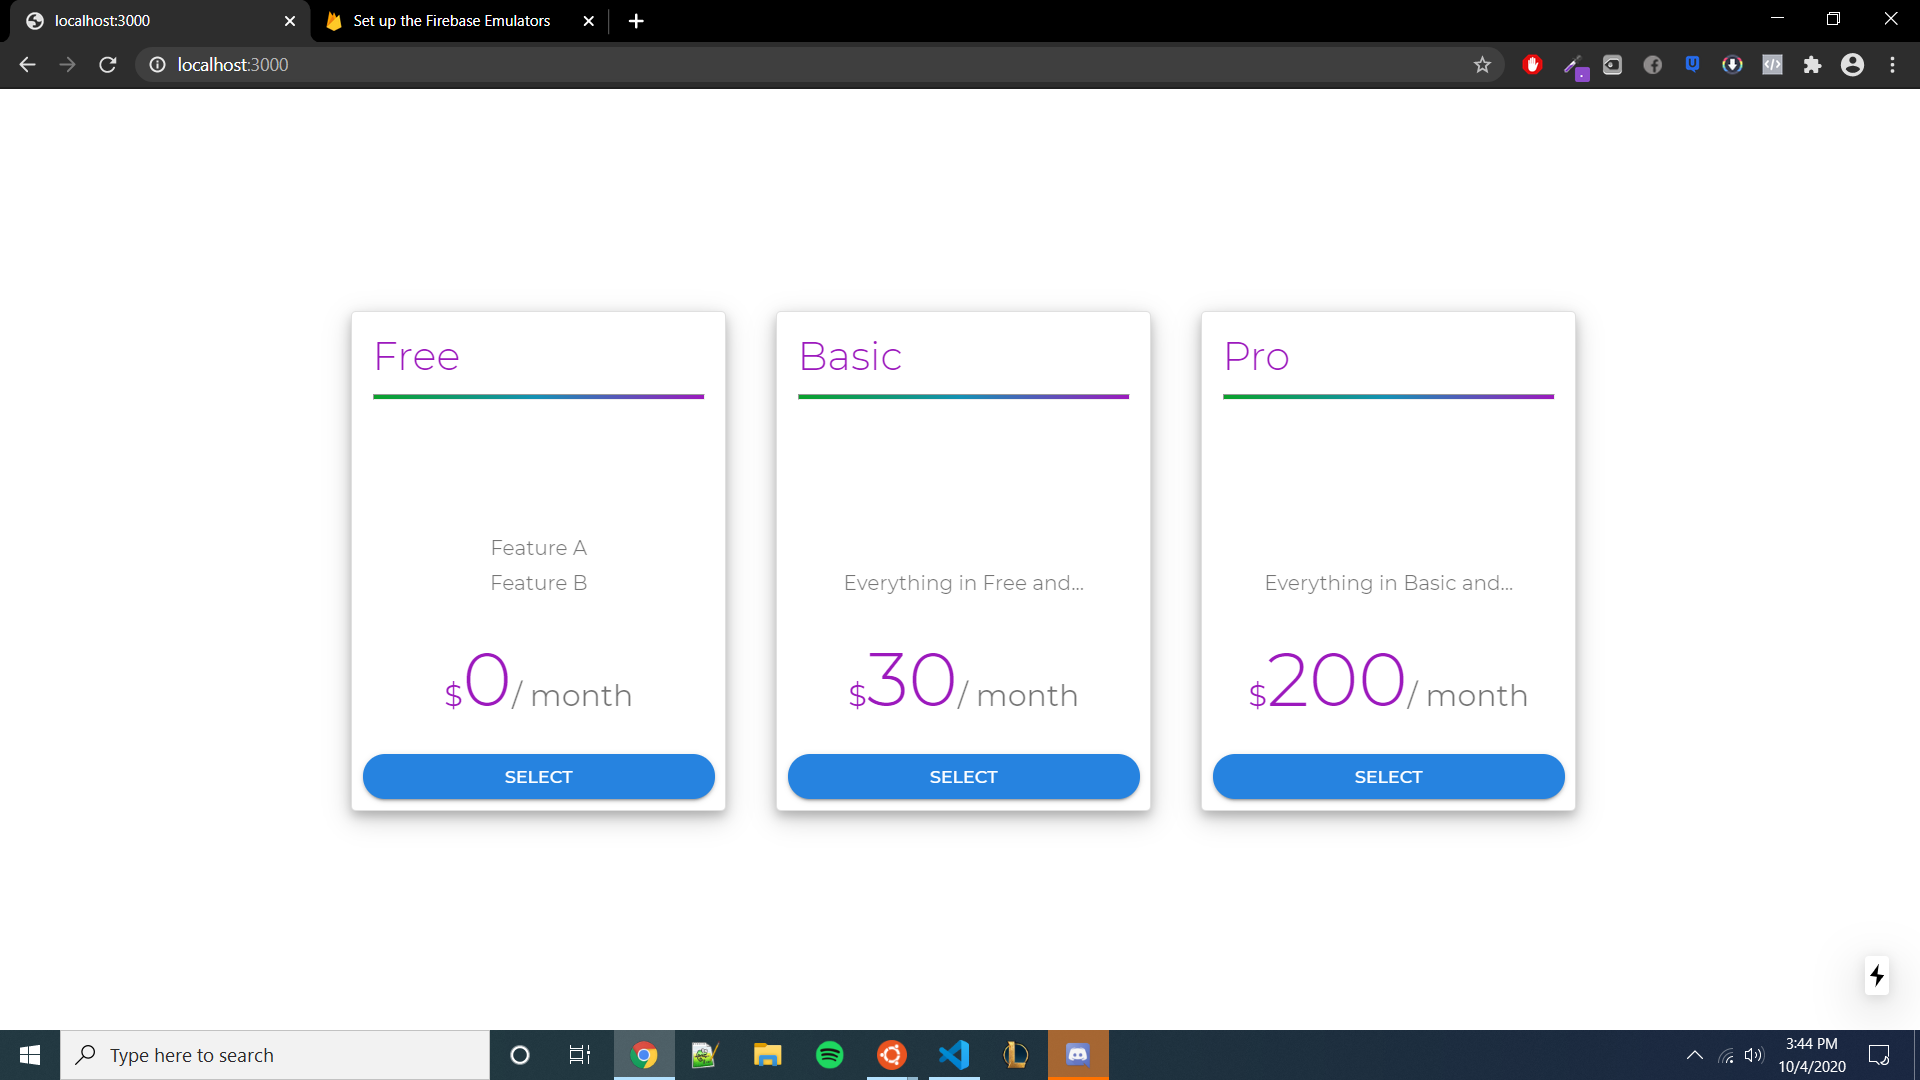 localhost:3000
Set up the Firebase Emulators
localhost:3000
Free
Basic
Pro
Feature A
Feature B
Everything in Free and...
Everything in Basic and...
$0/ month
$30/ month
$200/ month
SELECT
SELECT
SELECT
Type here to search
3:44 PM
10/4/2020